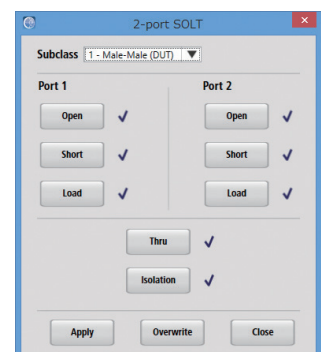 2-port SOLT
Subclass 1 - Male-Male (DUT)
Port 1 Port 2
Open Open
Short Short
Load Load
Thru
Isolation
Apply Overwrite Close